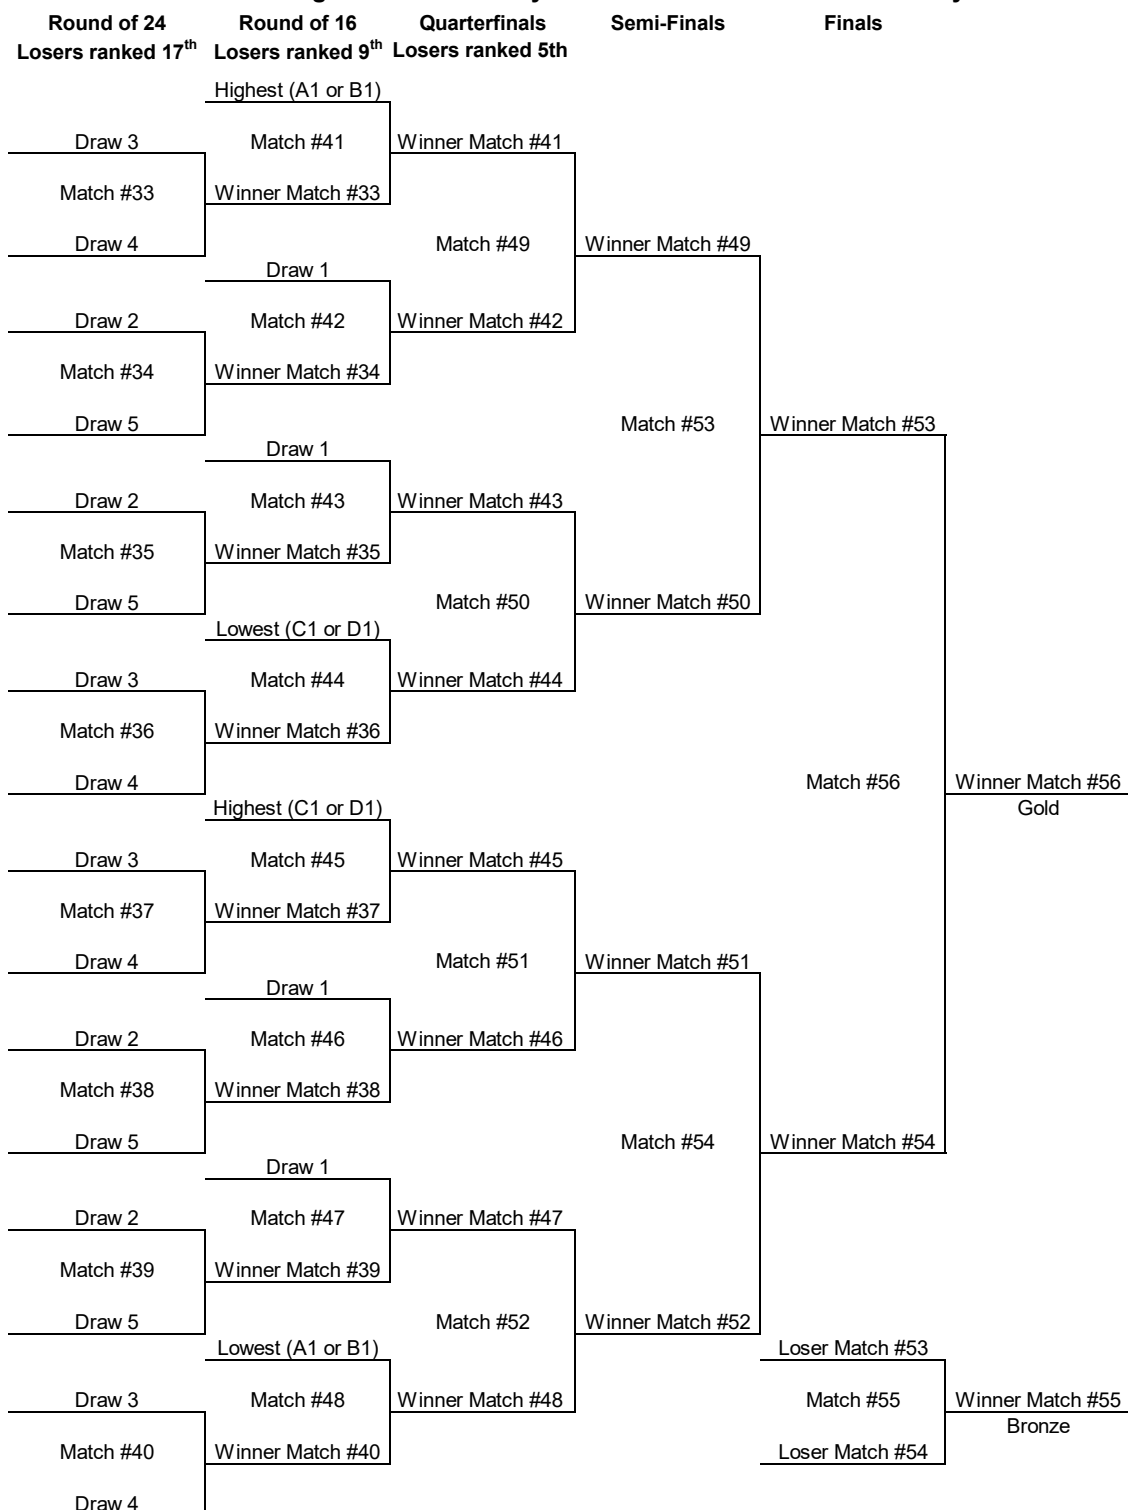 Round of 24 Round of 16 Quarterfinals Semi-Finals Finals
Losers ranked 17th Losers ranked 9th Losers ranked 5th
Highest (A1 or B1)
Draw 3 Match #41 Winner Match #41
Match #33 Winner Match #33
Draw 4 Match #49 Winner Match #49
Draw 1
Draw 2 Match #42 Winner Match #42
Match #34 Winner Match #34
Draw 5 Match #53 Winner Match #53
Draw 1
Draw 2 Match #43 Winner Match #43
Match #35 Winner Match #35
Draw 5 Match #50 Winner Match #50
Lowest (C1 or D1)
Draw 3 Match #44 Winner Match #44
Match #36 Winner Match #36
Draw 4 Match #56 Winner Match #56
Highest (C1 or D1) Gold
Draw 3 Match #45 Winner Match #45
Match #37 Winner Match #37
Draw 4 Match #51 Winner Match #51
Draw 1
Draw 2 Match #46 Winner Match #46
Match #38 Winner Match #38
Draw 5 Match #54 Winner Match #54
Draw 1
Draw 2 Match #47 Winner Match #47
Match #39 Winner Match #39
Draw 5 Match #52 Winner Match #52
Lowest (A1 or B1) Loser Match #53
Draw 3 Match #48 Winner Match #48 Match #55 Winner Match #55
Bronze
Match #40 Winner Match #40 Loser Match #54
Draw 4